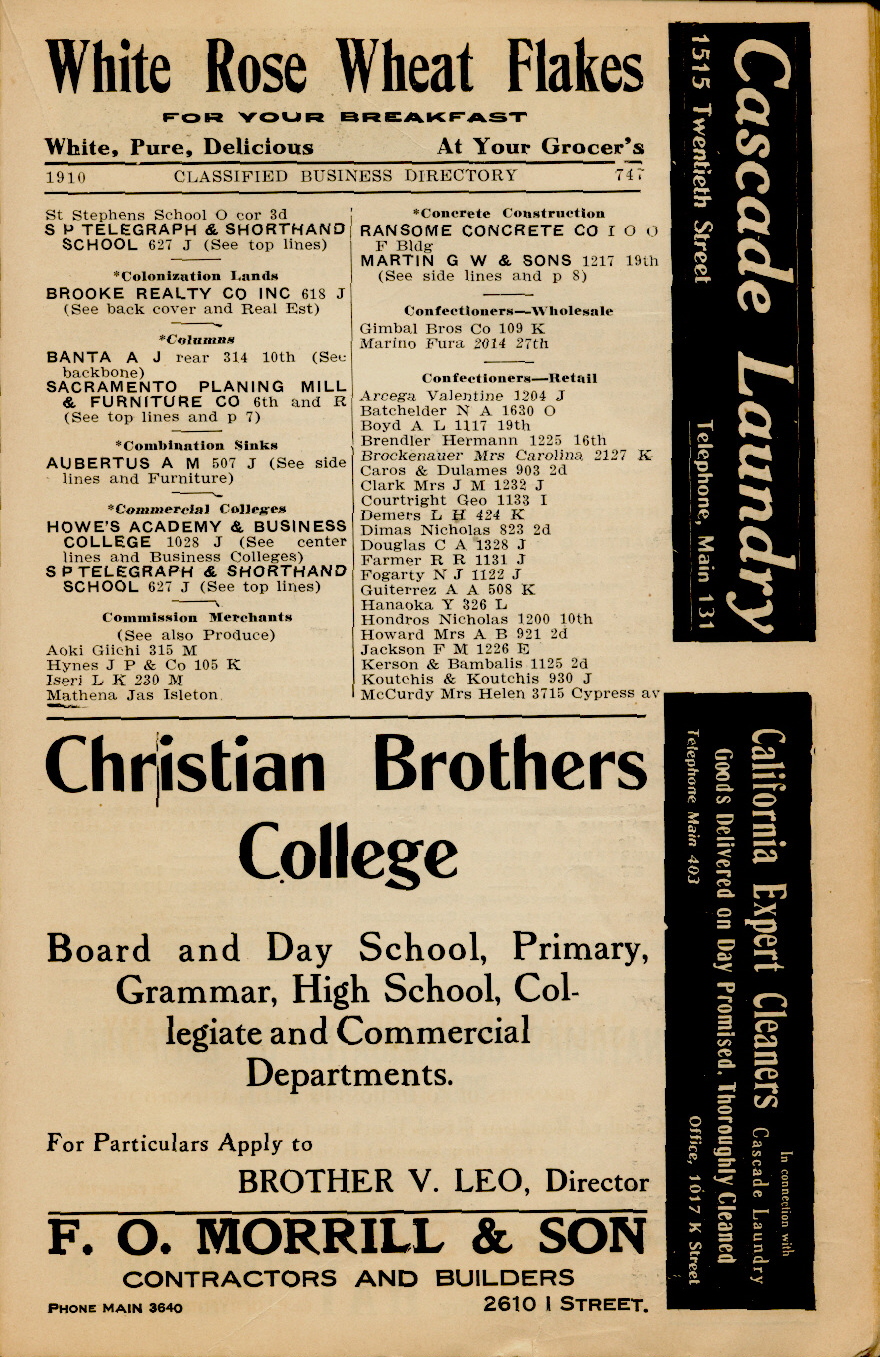 White Rose Wheat Flakes
FOR YOUR BREAKFAST
White, Pure, Delicious At Your Grocer's
1910 CLASSIFIED BUSINESS DIRECTORY 747
St Stephens School O cor 3d
S P TELEGRAPH & SHORTHAND
SCHOOL 627 J (See top lines)
*Colonization Lands
BROOKE REALTY CO INC 618 J
(See back cover and Real Est)
*Columns
BANTA A J rear 314 10th (See
backbone)
SACRAMENTO PLANING MILL
& FURNITURE CO 6th and R
(See top lines and p 7)
*Combination Sinks
AUBERTUS A M 507 J (See side
lines and Furniture)
*Commercial Colleges
HOWE'S ACADEMY & BUSINESS
COLLEGE 1028 J (See center
lines and Business Colleges)
S P TELEGRAPH & SHORTHAND
SCHOOL 627 J (See top lines)
Commission Merchants
(See also Produce)
Aoki Giichi 315 M
Hynes J P & Co 105 K
Iseri L K 230 M
Mathena Jas Isleton
*Concrete Construction
RANSOME CONCRETE CO I O O
F Bldg
MARTIN G W & SONS 1217 19th
(See side lines and p 8)
Confectioners—Wholesale
Gimbal Bros Co 109 K
Marino Fura 2014 27th
Confectioners—Retail
Arcega Valentine 1204 J
Batchelder N A 1630 O
Boyd A L 1117 19th
Brendler Hermann 1225 16th
Brockenauer Mrs Carolina 2127 K
Caros & Dulames 903 2d
Clark Mrs J M 1232 J
Courtright Geo 1133 I
Demers L H 424 K
Dimas Nicholas 823 2d
Douglas C A 1328 J
Farmer R R 1131 J
Fogarty N J 1122 J
Guiterrez A A 508 K
Hanaoka Y 326 L
Hondros Nicholas 1200 10th
Howard Mrs A B 921 2d
Jackson F M 1226 E
Kerson & Bambalis 1125 2d
Koutchis & Koutchis 930 J
McCurdy Mrs Helen 3715 Cypress av
Christian Brothers
College
Board and Day School, Primary,
Grammar, High School, Col-
legiate and Commercial
Departments.
For Particulars Apply to
BROTHER V. LEO, Director
F. O. MORRILL & SON
CONTRACTORS AND BUILDERS
PHONE MAIN 3640 2610 I STREET.
Cascade Laundry
1515 Twentieth Street Telephone, Main 131
California Expert Cleaners
In connection with
Cascade Laundry
Goods Delivered on Day Promised, Thoroughly Cleaned
Telephone Main 403 Office, 1017 K Street